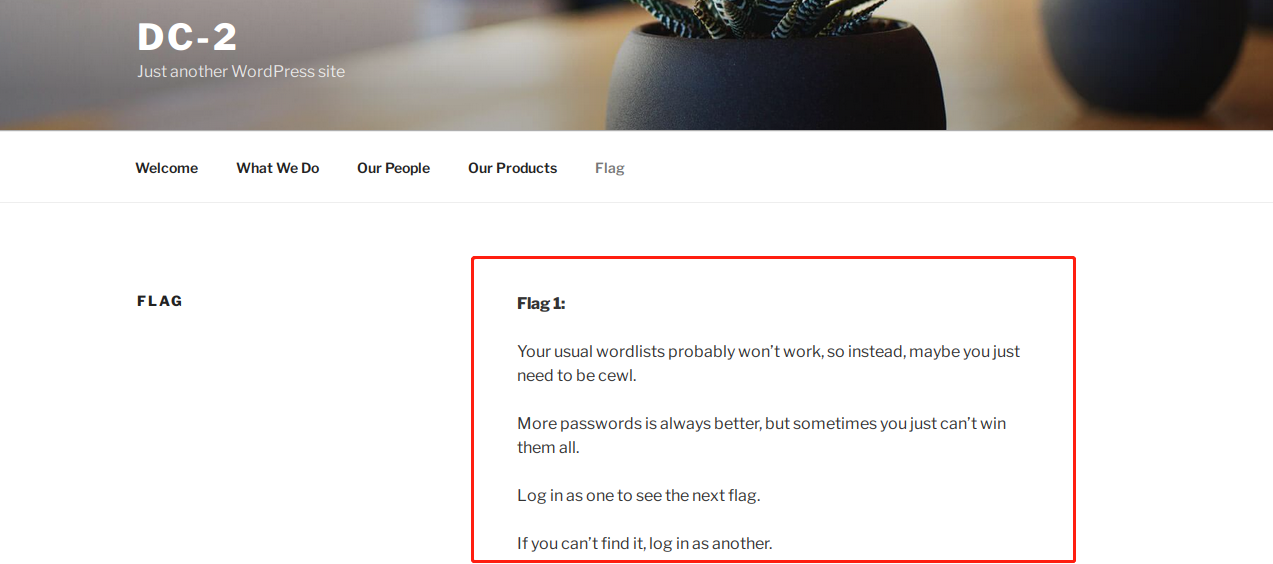 DC-2
Just another WordPress site
Welcome What We Do Our People Our Products Flag
FLAG
Flag 1:
Your usual wordlists probably won’t work, so instead, maybe you just
need to be cewl.
More passwords is always better, but sometimes you just can’t win
them all.
Log in as one to see the next flag.
If you can’t find it, log in as another.